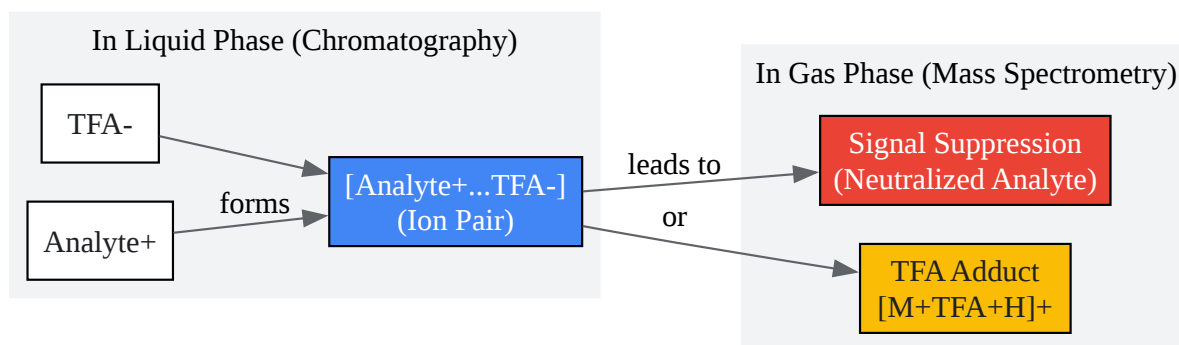 In Liquid Phase (Chromatography)
TFA-
Analyte+
forms
[Analyte+...TFA-]
(Ion Pair)
leads to
or
In Gas Phase (Mass Spectrometry)
Signal Suppression
(Neutralized Analyte)
TFA Adduct
[M+TFA+H]+